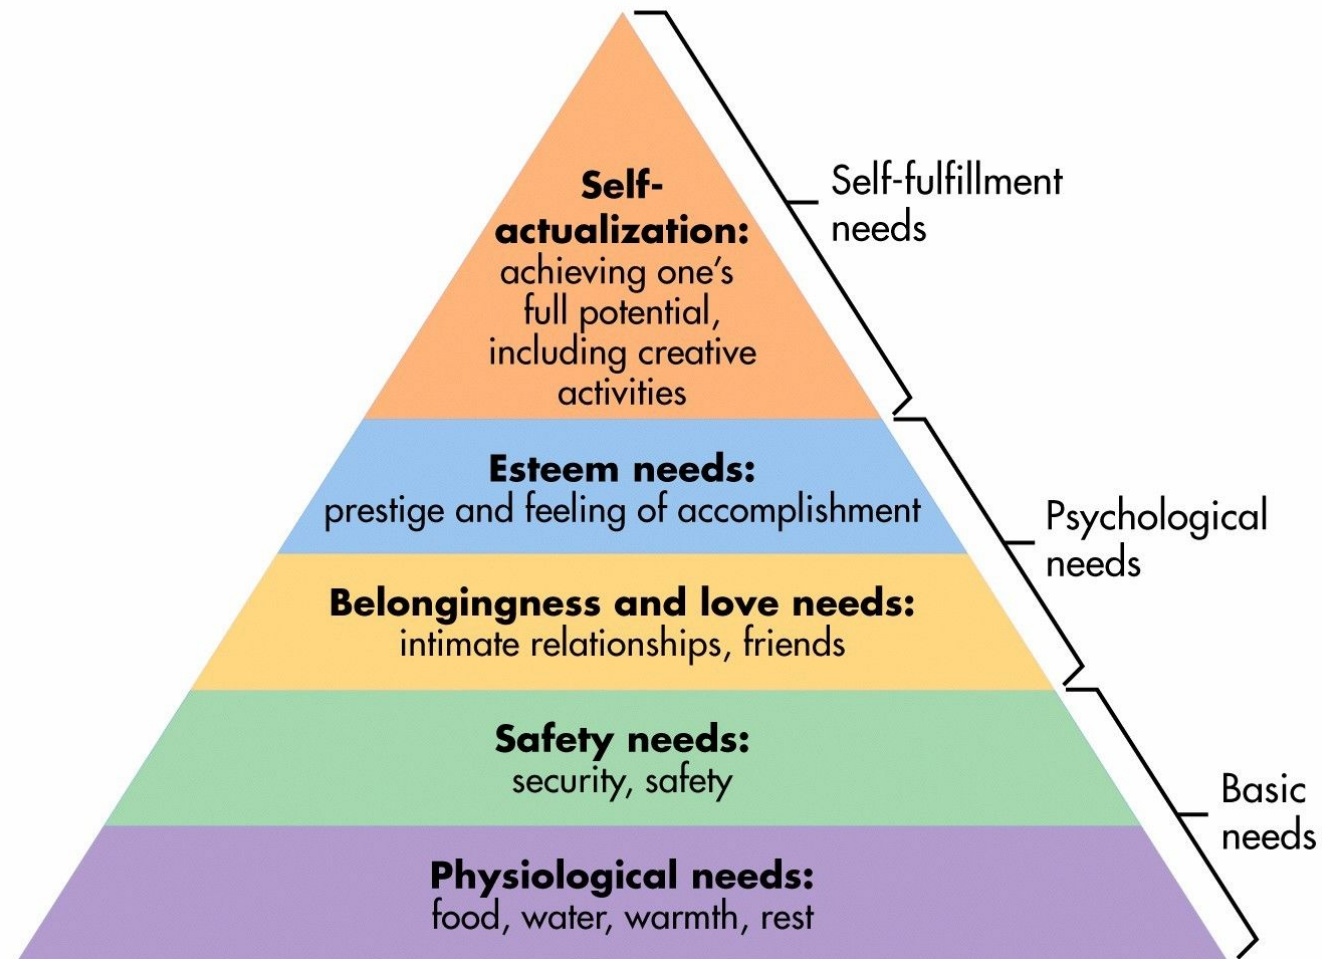 Self-
actualization:
achieving one's
full potential,
including creative
activities
Self-fulfillment
needs
Esteem needs:
prestige and feeling of accomplishment
Belongingness and love needs:
intimate relationships, friends
Psychological
needs
Safety needs:
security, safety
Physiological needs:
food, water, warmth, rest
Basic
needs